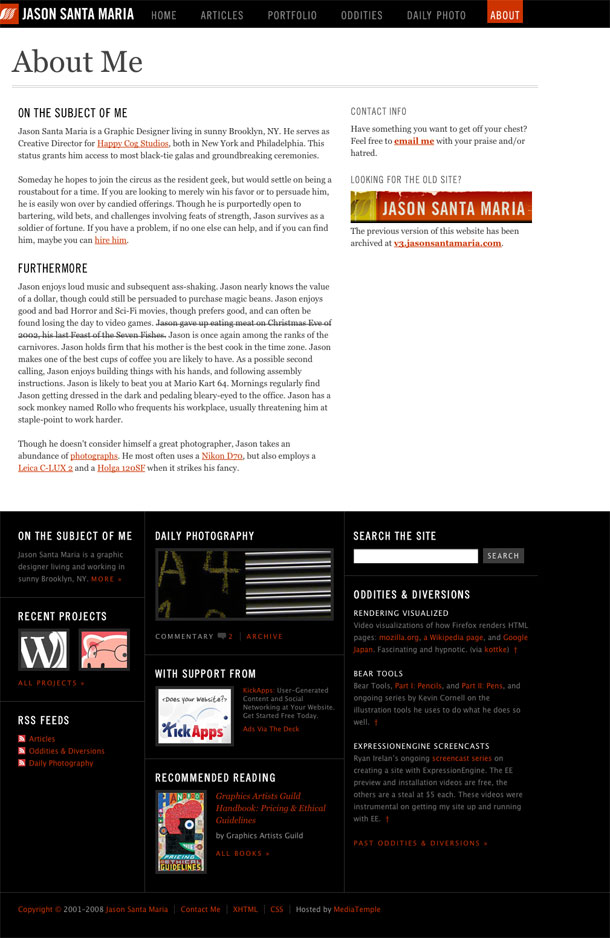 JASON SANTA MARIA
HOME
ARTICLES
PORTFOLIO
ODDITIES
DAILY PHOTO
ABOUT
About Me
ON THE SUBJECT OF ME
Jason Santa Maria is a Graphic Designer living in sunny Brooklyn, NY. He serves as
Creative Director for Happy Cog Studios, both in New York and Philadelphia. This
status grants him access to most black-tie galas and groundbreaking ceremonies.
Someday he hopes to join the circus as the resident geek, but would settle on being a
roustabout for a time. If you are looking to merely win his favor or to persuade him,
he is easily won over by candied offerings. Though he is purportedly open to
bartering, wild bets, and challenges involving feats of strength, Jason survives as a
soldier of fortune. If you have a problem, if no one else can help, and if you can find
him, maybe you can hire him.
FURTHERMORE
Jason enjoys loud music and subsequent ass-shaking. Jason nearly knows the value
of a dollar, though could still be persuaded to purchase magic beans. Jason enjoys
good and bad Horror and Sci-Fi movies, though prefers good, and can often be
found losing the day to video games. Jason gave up eating meat on Christmas Eve of
2002, his last Feast of the Seven Fishes. Jason is once again among the ranks of the
carnivores. Jason holds firm that his mother is the best cook in the time zone. Jason
makes one of the best cups of coffee you are likely to have. As a possible second
calling, Jason enjoys building things with his hands, and following assembly
instructions. Jason is likely to beat you at Mario Kart 64. Mornings regularly find
Jason getting dressed in the dark and pedaling bleary-eyed to the office. Jason has a
sock monkey named Rollo who frequents his workplace, usually threatening him at
staple-point to work harder.
Though he doesn't consider himself a great photographer, Jason takes an
abundance of photographs. He most often uses a Nikon D70, but also employs a
Leica C-LUX 2 and a Holga 120SF when it strikes his fancy.
CONTACT INFO
Have something you want to get off your chest?
Feel free to email me with your praise and/or
hatred.
LOOKING FOR THE OLD SITE?
JASON SANTA MARIA
The previous version of this website has been
archived at v3.jasonsantamaria.com.
ON THE SUBJECT OF ME
Jason Santa Maria is a graphic
designer living and working in
sunny Brooklyn, NY. MORE »
RECENT PROJECTS
W
ALL PROJECTS »
RSS FEEDS
Articles
Oddities & Diversions
Daily Photography
DAILY PHOTOGRAPHY
A 4
COMMENTARY 2 | ARCHIVE
WITH SUPPORT FROM
Does your Website?
KickApps
KickApps: User-Generated
Content and Social
Networking at Your Website.
Get Started Free Today.
Ads Via The Deck
RECOMMENDED READING
GRAPHIC ARTISTS GUILD
HANDBOOK
PRICING &
ETHICAL
GUIDELINES
Graphics Artists Guild
Handbook: Pricing & Ethical
Guidelines
by Graphics Artists Guild
ALL BOOKS »
SEARCH THE SITE
SEARCH
ODDITIES & DIVERSIONS
RENDERING VISUALIZED
Video visualizations of how Firefox renders HTML
pages: mozilla.org, a Wikipedia page, and Google
Japan. Fascinating and hypnotic. (via kottke) †
BEAR TOOLS
Bear Tools, Part I: Pencils, and Part II: Pens, and
ongoing series by Kevin Cornell on the
illustration tools he uses to do what he does so
well. †
EXPRESSIONENGINE SCREENCASTS
Ryan Irelan's ongoing screencast series on
creating a site with ExpressionEngine. The EE
preview and installation videos are free, the
others are a steal at $5 each. These videos were
instrumental on getting my site up and running
with EE. †
PAST ODDITIES & DIVERSIONS »
Copyright © 2001–2008 Jason Santa Maria | Contact Me | XHTML | CSS | Hosted by MediaTemple